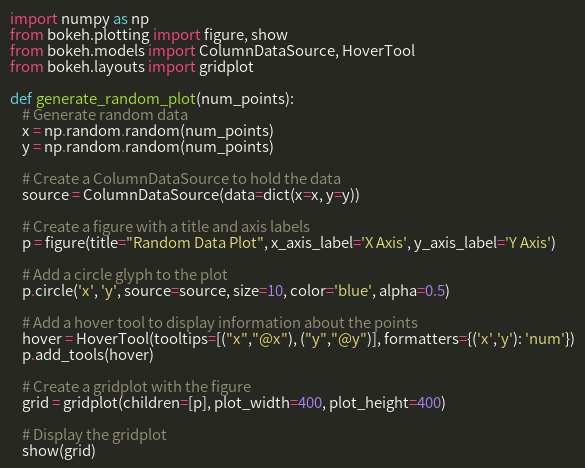 import numpy as np
from bokeh.plotting import figure, show
from bokeh.models import ColumnDataSource, HoverTool
from bokeh.layouts import gridplot

def generate_random_plot(num_points):
    # Generate random data
    x = np.random.random(num_points)
    y = np.random.random(num_points)

    # Create a ColumnDataSource to hold the data
    source = ColumnDataSource(data=dict(x=x, y=y))

    # Create a figure with a title and axis labels
    p = figure(title="Random Data Plot", x_axis_label='X Axis', y_axis_label='Y Axis')

    # Add a circle glyph to the plot
    p.circle('x', 'y', source=source, size=10, color='blue', alpha=0.5)

    # Add a hover tool to display information about the points
    hover = HoverTool(tooltips=[("x","@x"), ("y","@y")], formatters={('x','y'): 'num'})
    p.add_tools(hover)

    # Create a gridplot with the figure
    grid = gridplot(children=[p], plot_width=400, plot_height=400)

    # Display the gridplot
    show(grid)